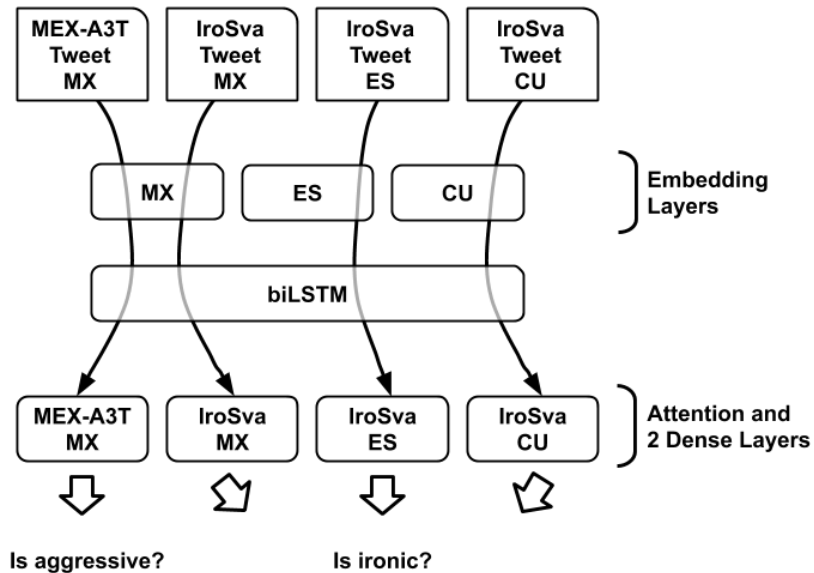 MEX-A3T
Tweet
MX
IroSva
Tweet
MX
IroSva
Tweet
ES
IroSva
Tweet
CU
MX
ES
CU
Embedding
Layers
biLSTM
MEX-A3T
MX
IroSva
MX
IroSva
ES
IroSva
CU
Attention and
2 Dense Layers
Is aggressive?
Is ironic?